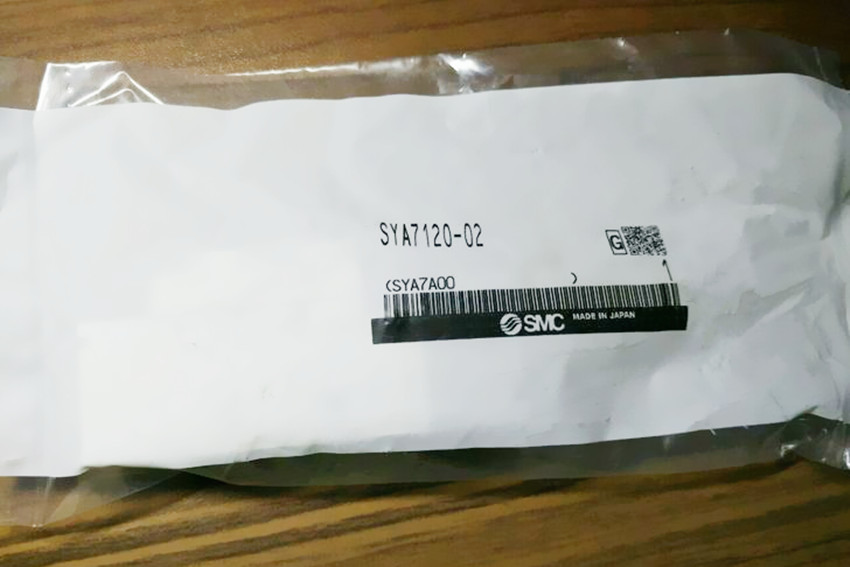 SYA7120-02
G
(SYA7A00 )
SMC MADE IN JAPAN